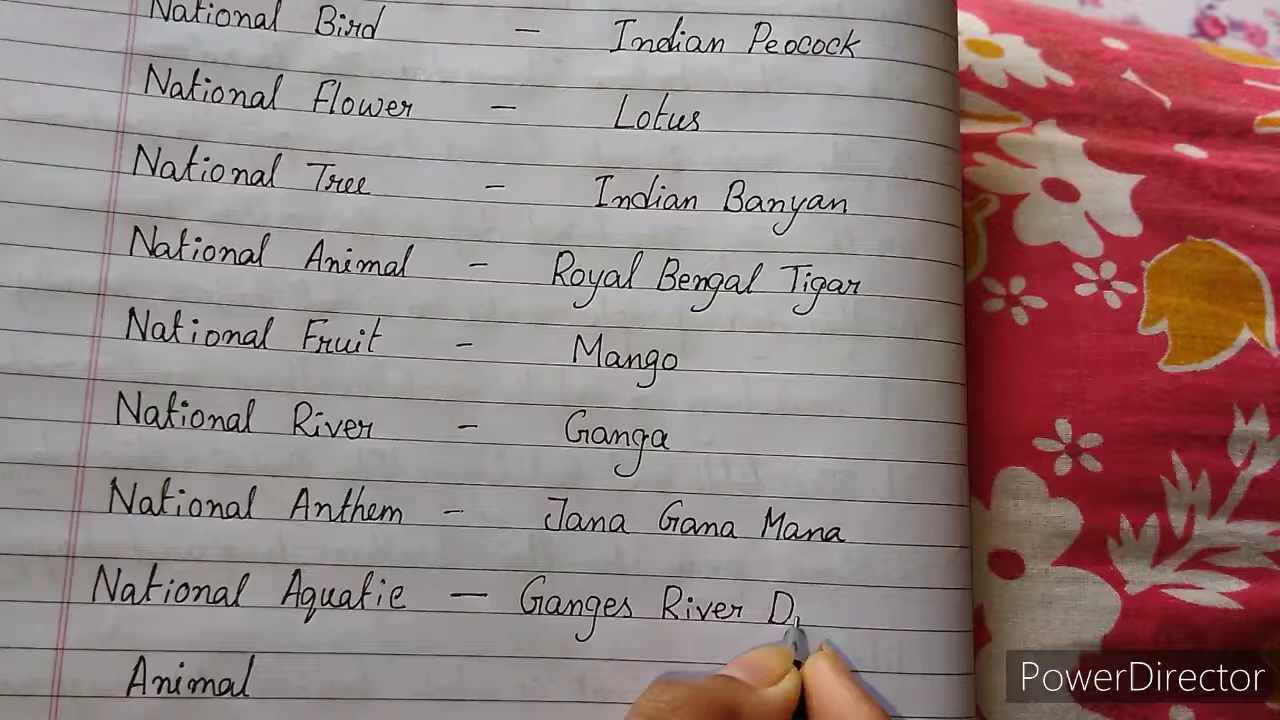 National Bird - Indian Peocock
National Flower - Lotus
National Tree - Indian Banyan
National Animal - Royal Bengal Tigar
National Fruit - Mango
National River - Ganga
National Anthem - Jana Gana Mana
National Aquatie - Ganges River D
Animal
PowerDirector